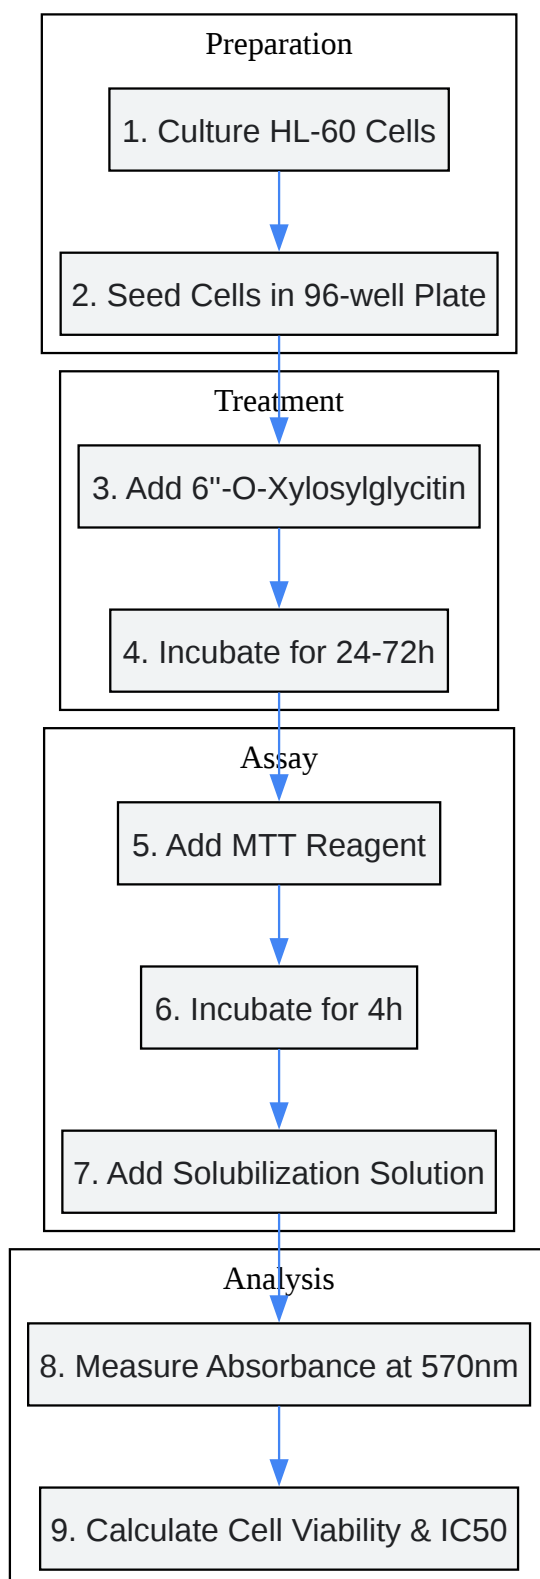 Preparation
1. Culture HL-60 Cells
2. Seed Cells in 96-well Plate
Treatment
3. Add 6"-O-Xylosylglycitin
4. Incubate for 24-72h
Assay
5. Add MTT Reagent
6. Incubate for 4h
7. Add Solubilization Solution
Analysis
8. Measure Absorbance at 570nm
9. Calculate Cell Viability & IC50